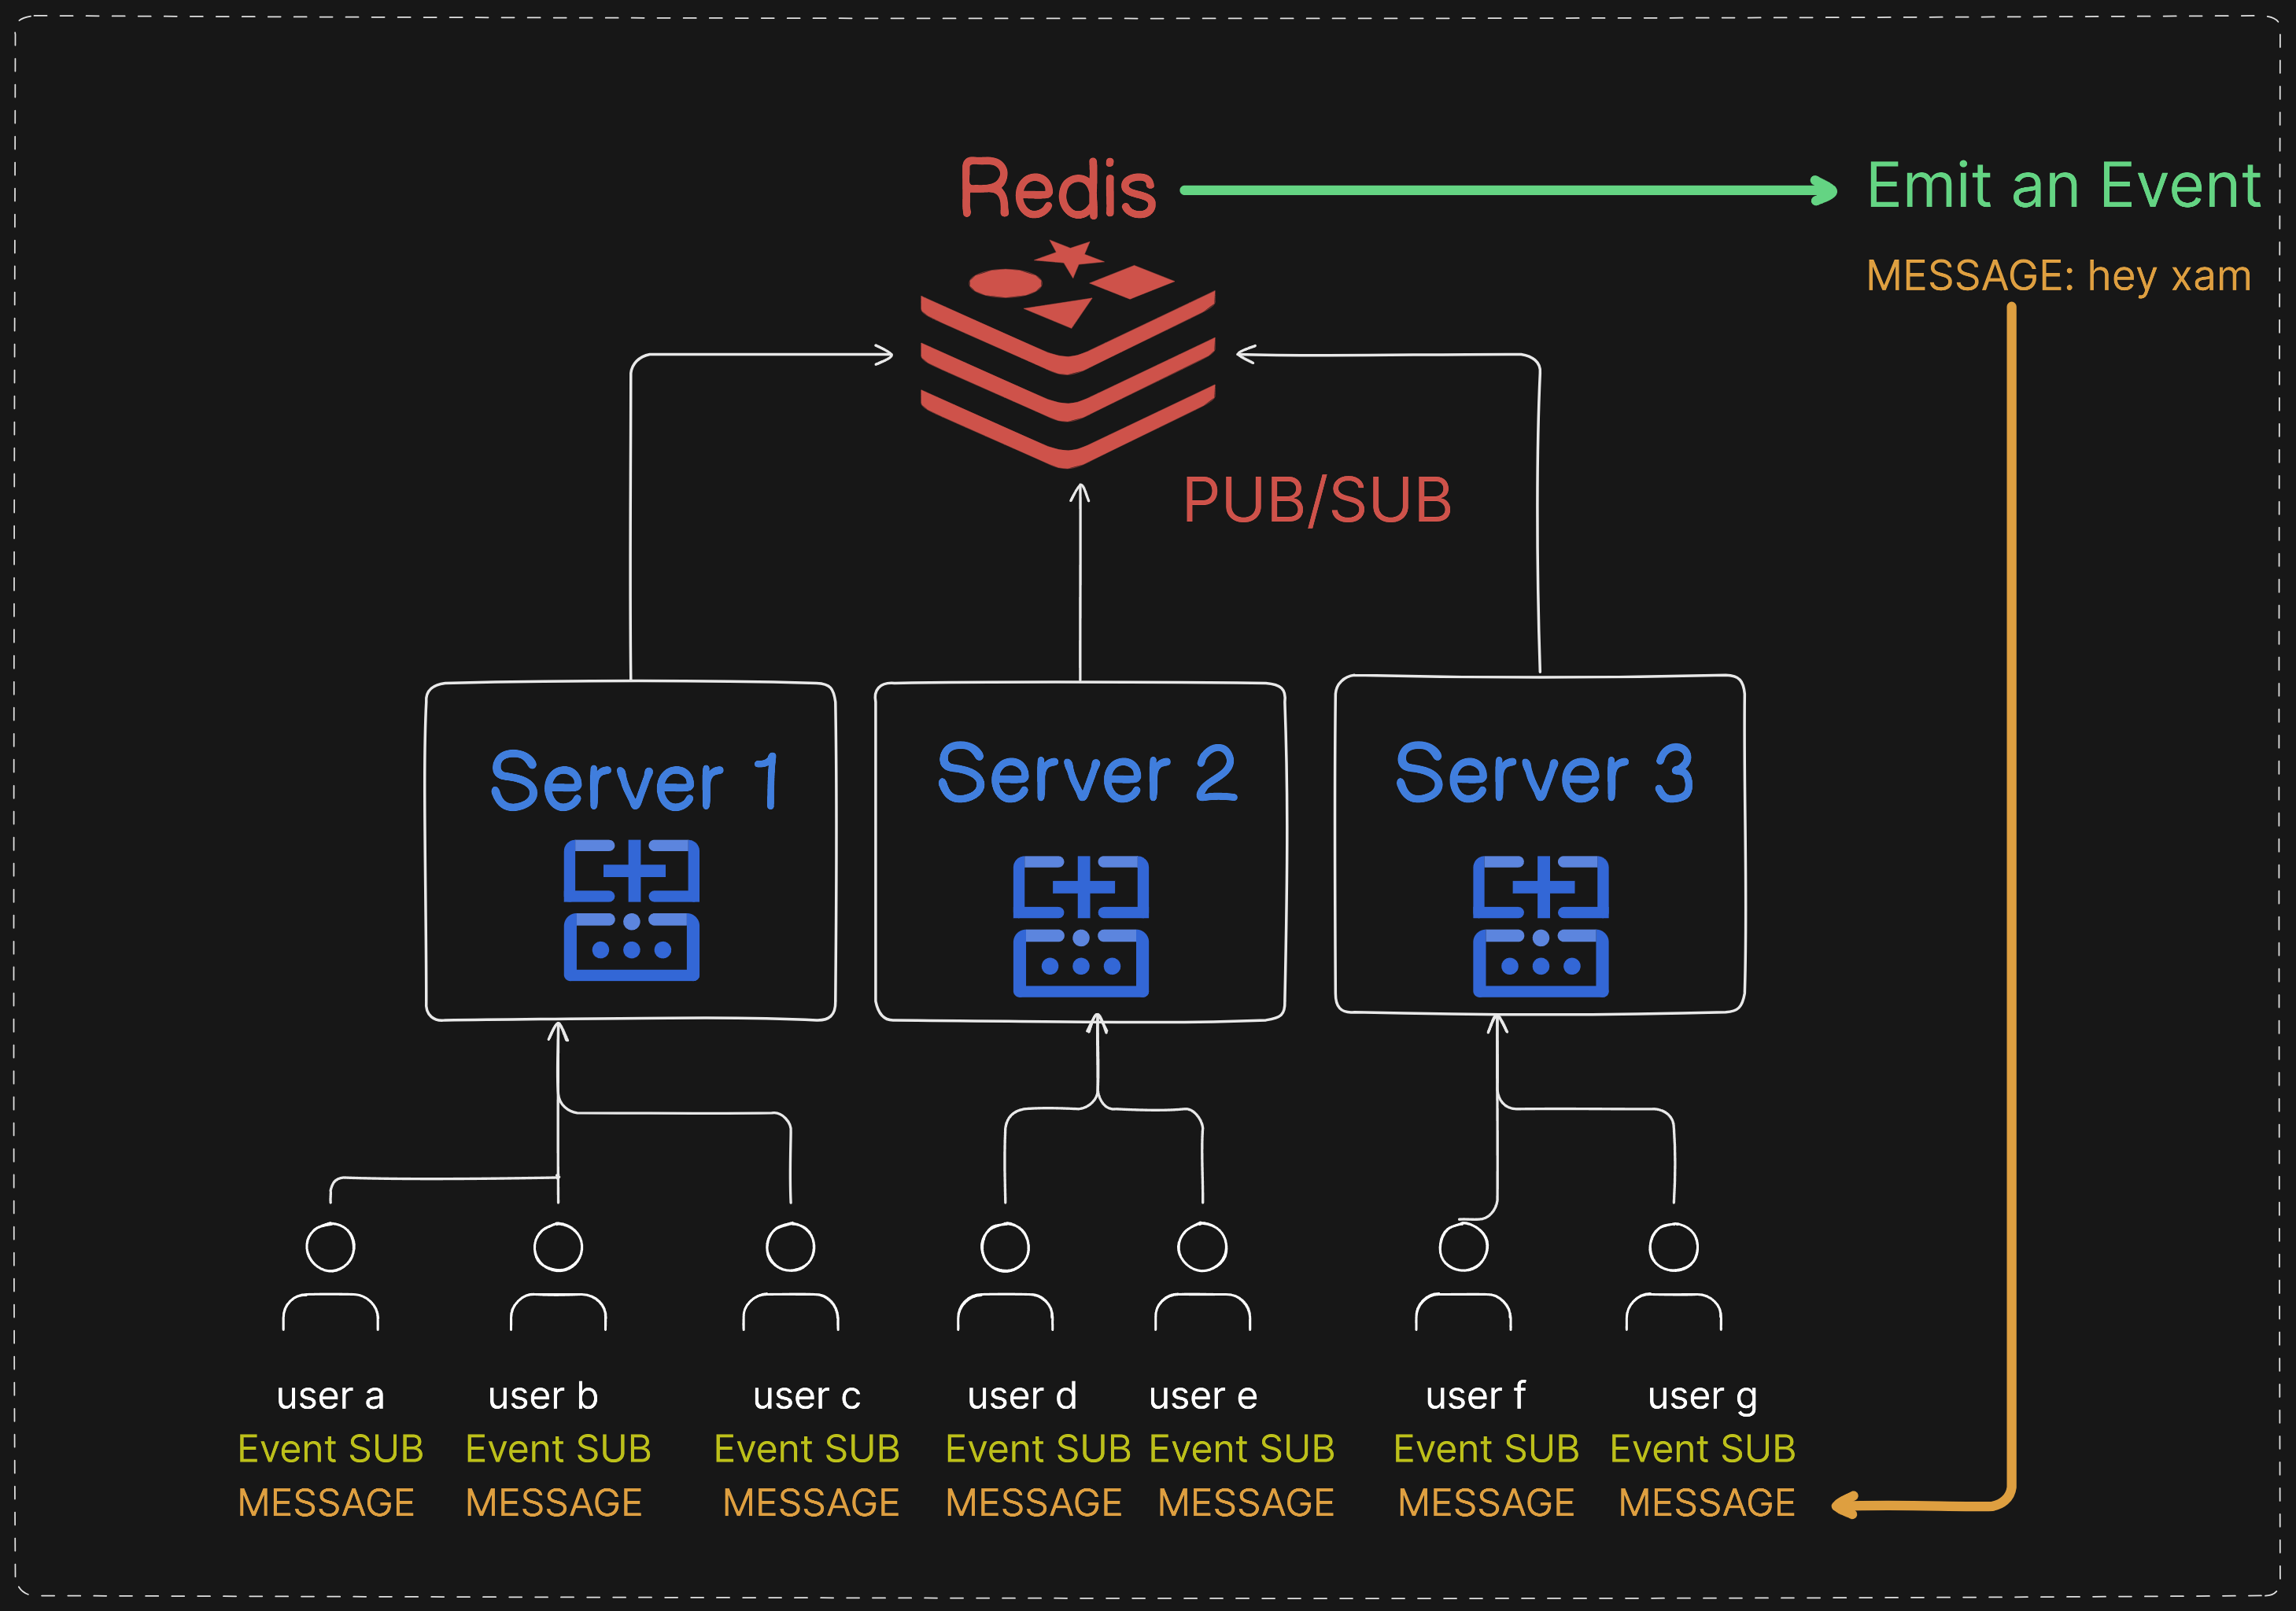 Redis
Emit an Event
MESSAGE: hey xam
PUB/SUB
Server 1
Server 2
Server 3
user a
user b
user c
user d
user e
user f
user g
Event SUB
Event SUB
Event SUB
Event SUB
Event SUB
Event SUB
Event SUB
MESSAGE
MESSAGE
MESSAGE
MESSAGE
MESSAGE
MESSAGE
MESSAGE